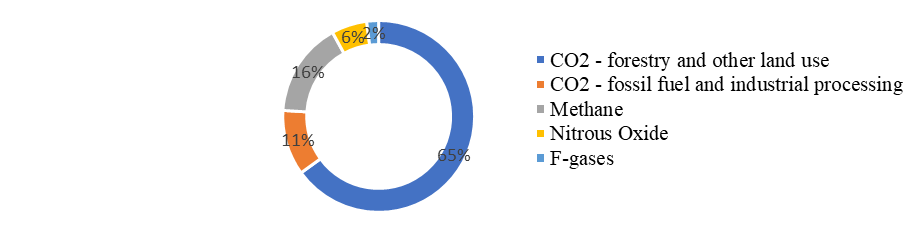 2%
6%
16%
11%
65%
CO2 - forestry and other land use
CO2 - fossil fuel and industrial processing
Methane
Nitrous Oxide
F-gases